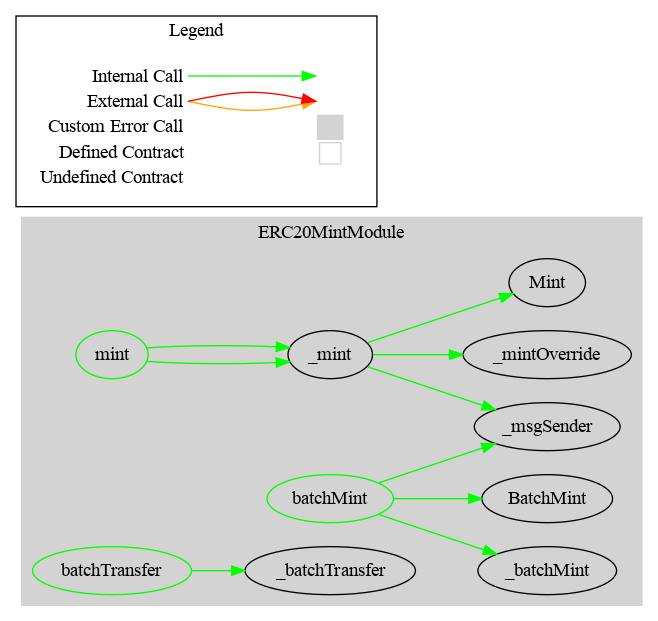 Legend
Internal Call
External Call
Custom Error Call
Defined Contract
Undefined Contract
ERC20MintModule
Mint
mint
_mint
_mintOverride
_msgSender
batchMint
BatchMint
batchTransfer
_batchTransfer
_batchMint